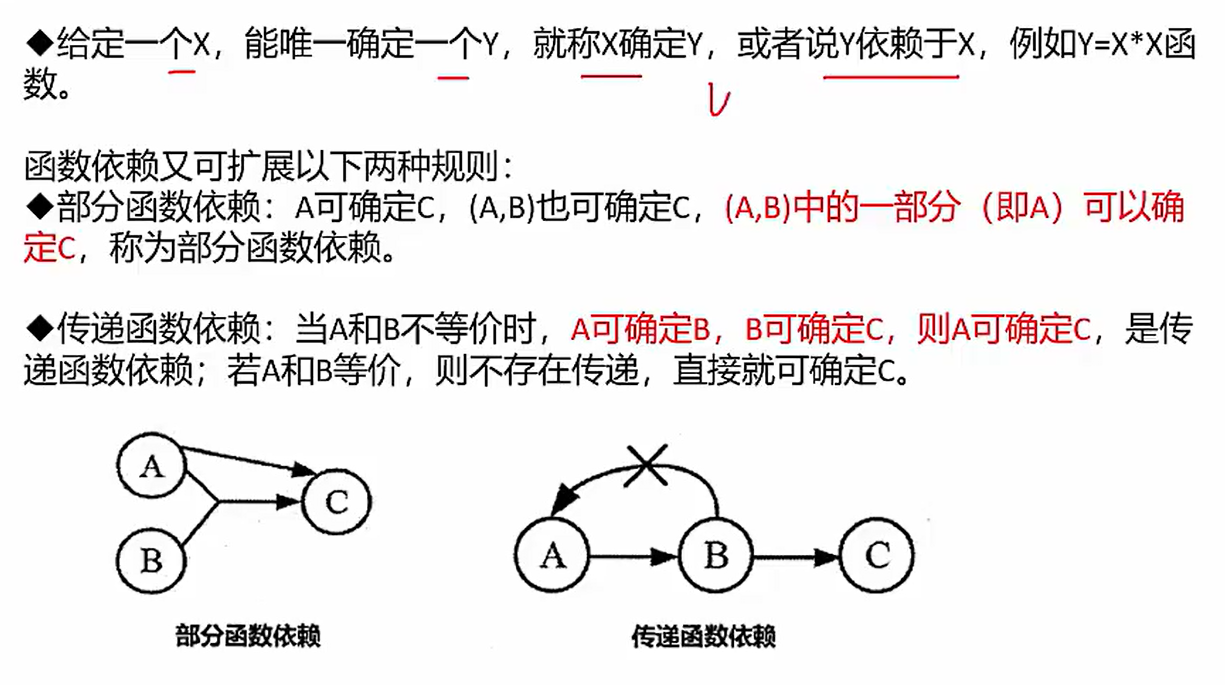 ◆给定一个X，能唯一确定一个Y，就称X确定Y，或者说Y依赖于X，例如Y=X*X函
数。
函数依赖又可扩展以下两种规则：
◆部分函数依赖：A可确定C，(A,B)也可确定C，(A,B)中的一部分（即A）可以确
定C，称为部分函数依赖。
◆传递函数依赖：当A和B不等价时，A可确定B，B可确定C，则A可确定C，是传
递函数依赖；若A和B等价，则不存在传递，直接就可确定C。
A
C
B
部分函数依赖
A
B
C
传递函数依赖